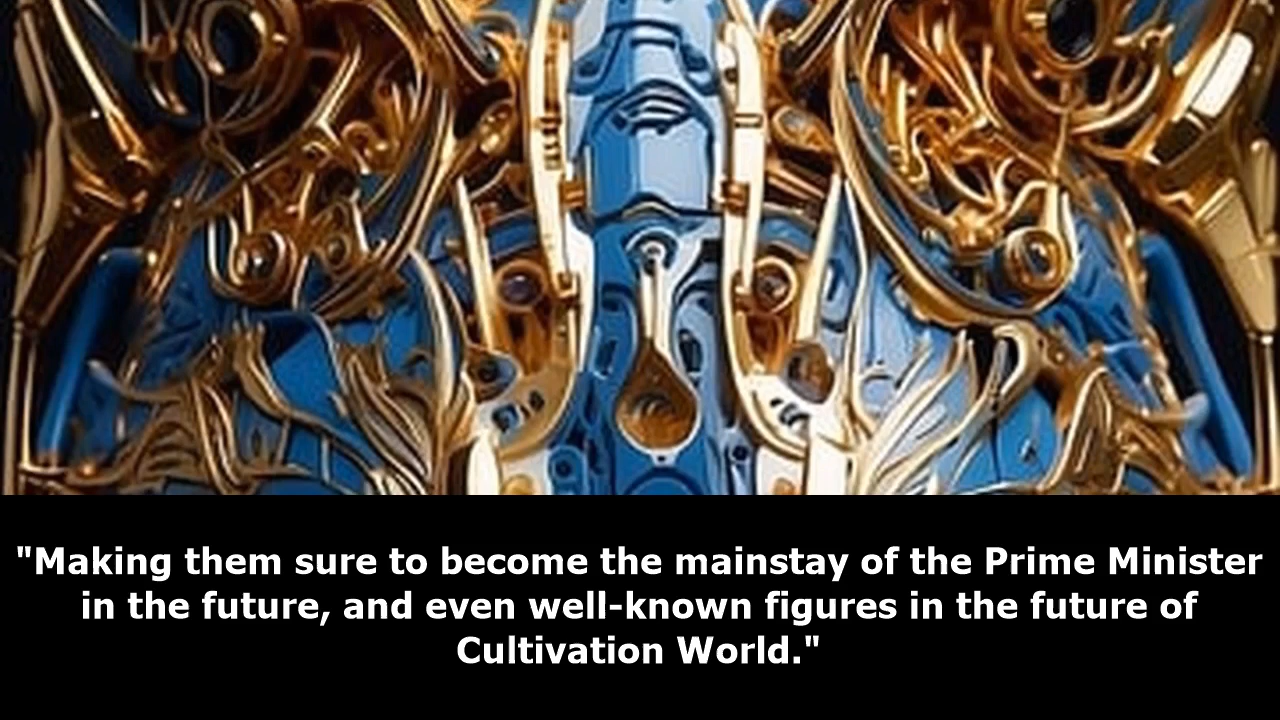 "Making them sure to become the mainstay of the Prime Minister
in the future, and even well-known figures in the future of
Cultivation World."